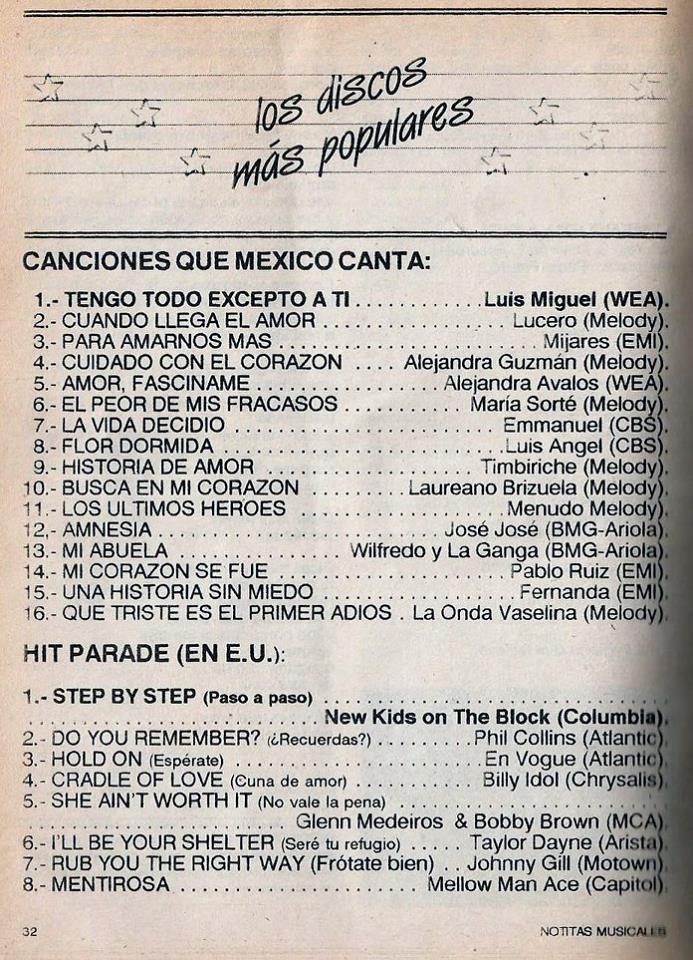 los discos
más populares
CANCIONES QUE MEXICO CANTA:
1.- TENGO TODO EXCEPTO A TI . . . . . . . . . . . . Luis Miguel (WEA).
2.- CUANDO LLEGA EL AMOR . . . . . . . . . . . . . . . . Lucero (Melody).
3.- PARA AMARNOS MAS . . . . . . . . . . . . . . . . . . . . . Mijares (EMI).
4.- CUIDADO CON EL CORAZON . . . . Alejandra Guzmán (Melody).
5.- AMOR, FASCINAME . . . . . . . . . . . . . . . Alejandra Avalos (WEA).
6.- EL PEOR DE MIS FRACASOS . . . . . . . . . . María Sorté (Melody).
7.- LA VIDA DECIDIO . . . . . . . . . . . . . . . . . . . . . . Emmanuel (CBS).
8.- FLOR DORMIDA . . . . . . . . . . . . . . . . . . . . . . . Luis Angel (CBS).
9.- HISTORIA DE AMOR . . . . . . . . . . . . . . . . . Timbiriche (Melody).
10.- BUSCA EN MI CORAZON . . . . . . . . Laureano Brizuela (Melody).
11.- LOS ULTIMOS HEROES . . . . . . . . . . . . . . . . Menudo Melody).
12.- AMNESIA . . . . . . . . . . . . . . . . . . . . . José José (BMG-Ariola).
13.- MI ABUELA . . . . . . . . . . . . . Wilfredo y La Ganga (BMG-Ariola).
14.- MI CORAZON SE FUE . . . . . . . . . . . . . . . . . . Pablo Ruiz (EMI).
15.- UNA HISTORIA SIN MIEDO . . . . . . . . . . . . . . . Fernanda (EMI).
16.- QUE TRISTE ES EL PRIMER ADIOS . La Onda Vaselina (Melody).
HIT PARADE (EN E.U.):
1.- STEP BY STEP (Paso a paso) . . . . . . . . . . . . . . . . . . . . . . . . . .
. . . . . . . . . . . . . . . . . . . . . . New Kids on The Block (Columbia).
2.- DO YOU REMEMBER? (¿Recuerdas?) . . . . . . . . Phil Collins (Atlantic).
3.- HOLD ON (Espérate) . . . . . . . . . . . . . . . . . . . . En Vogue (Atlantic).
4.- CRADLE OF LOVE (Cuna de amor) . . . . . . . . . . Billy Idol (Chrysalis).
5.- SHE AIN'T WORTH IT (No vale la pena) . . . . . . . . . . . . . . . . . . . . .
. . . . . . . . . . . . . . . . . . . . Glenn Medeiros & Bobby Brown (MCA).
6.- I'LL BE YOUR SHELTER (Seré tu refugio) . . . . . Taylor Dayne (Arista).
7.- RUB YOU THE RIGHT WAY (Frótate bien) . . Johnny Gill (Motown).
8.- MENTIROSA . . . . . . . . . . . . . . . . . . . Mellow Man Ace (Capitol).
32 NOTITAS MUSICALES